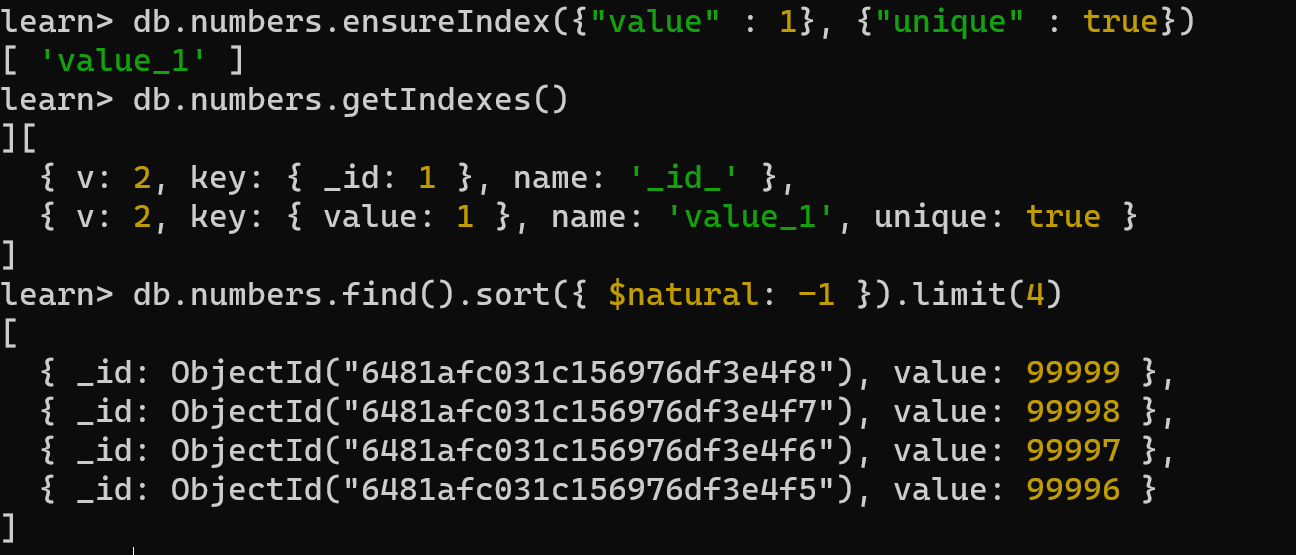 learn> db.numbers.ensureIndex({"value" : 1}, {"unique" : true})
[ 'value_1' ]
learn> db.numbers.getIndexes()
][
  { v: 2, key: { _id: 1 }, name: '_id_' },
  { v: 2, key: { value: 1 }, name: 'value_1', unique: true }
]
learn> db.numbers.find().sort({ $natural: -1 }).limit(4)
[
  { _id: ObjectId("6481afc031c156976df3e4f8"), value: 99999 },
  { _id: ObjectId("6481afc031c156976df3e4f7"), value: 99998 },
  { _id: ObjectId("6481afc031c156976df3e4f6"), value: 99997 },
  { _id: ObjectId("6481afc031c156976df3e4f5"), value: 99996 }
]